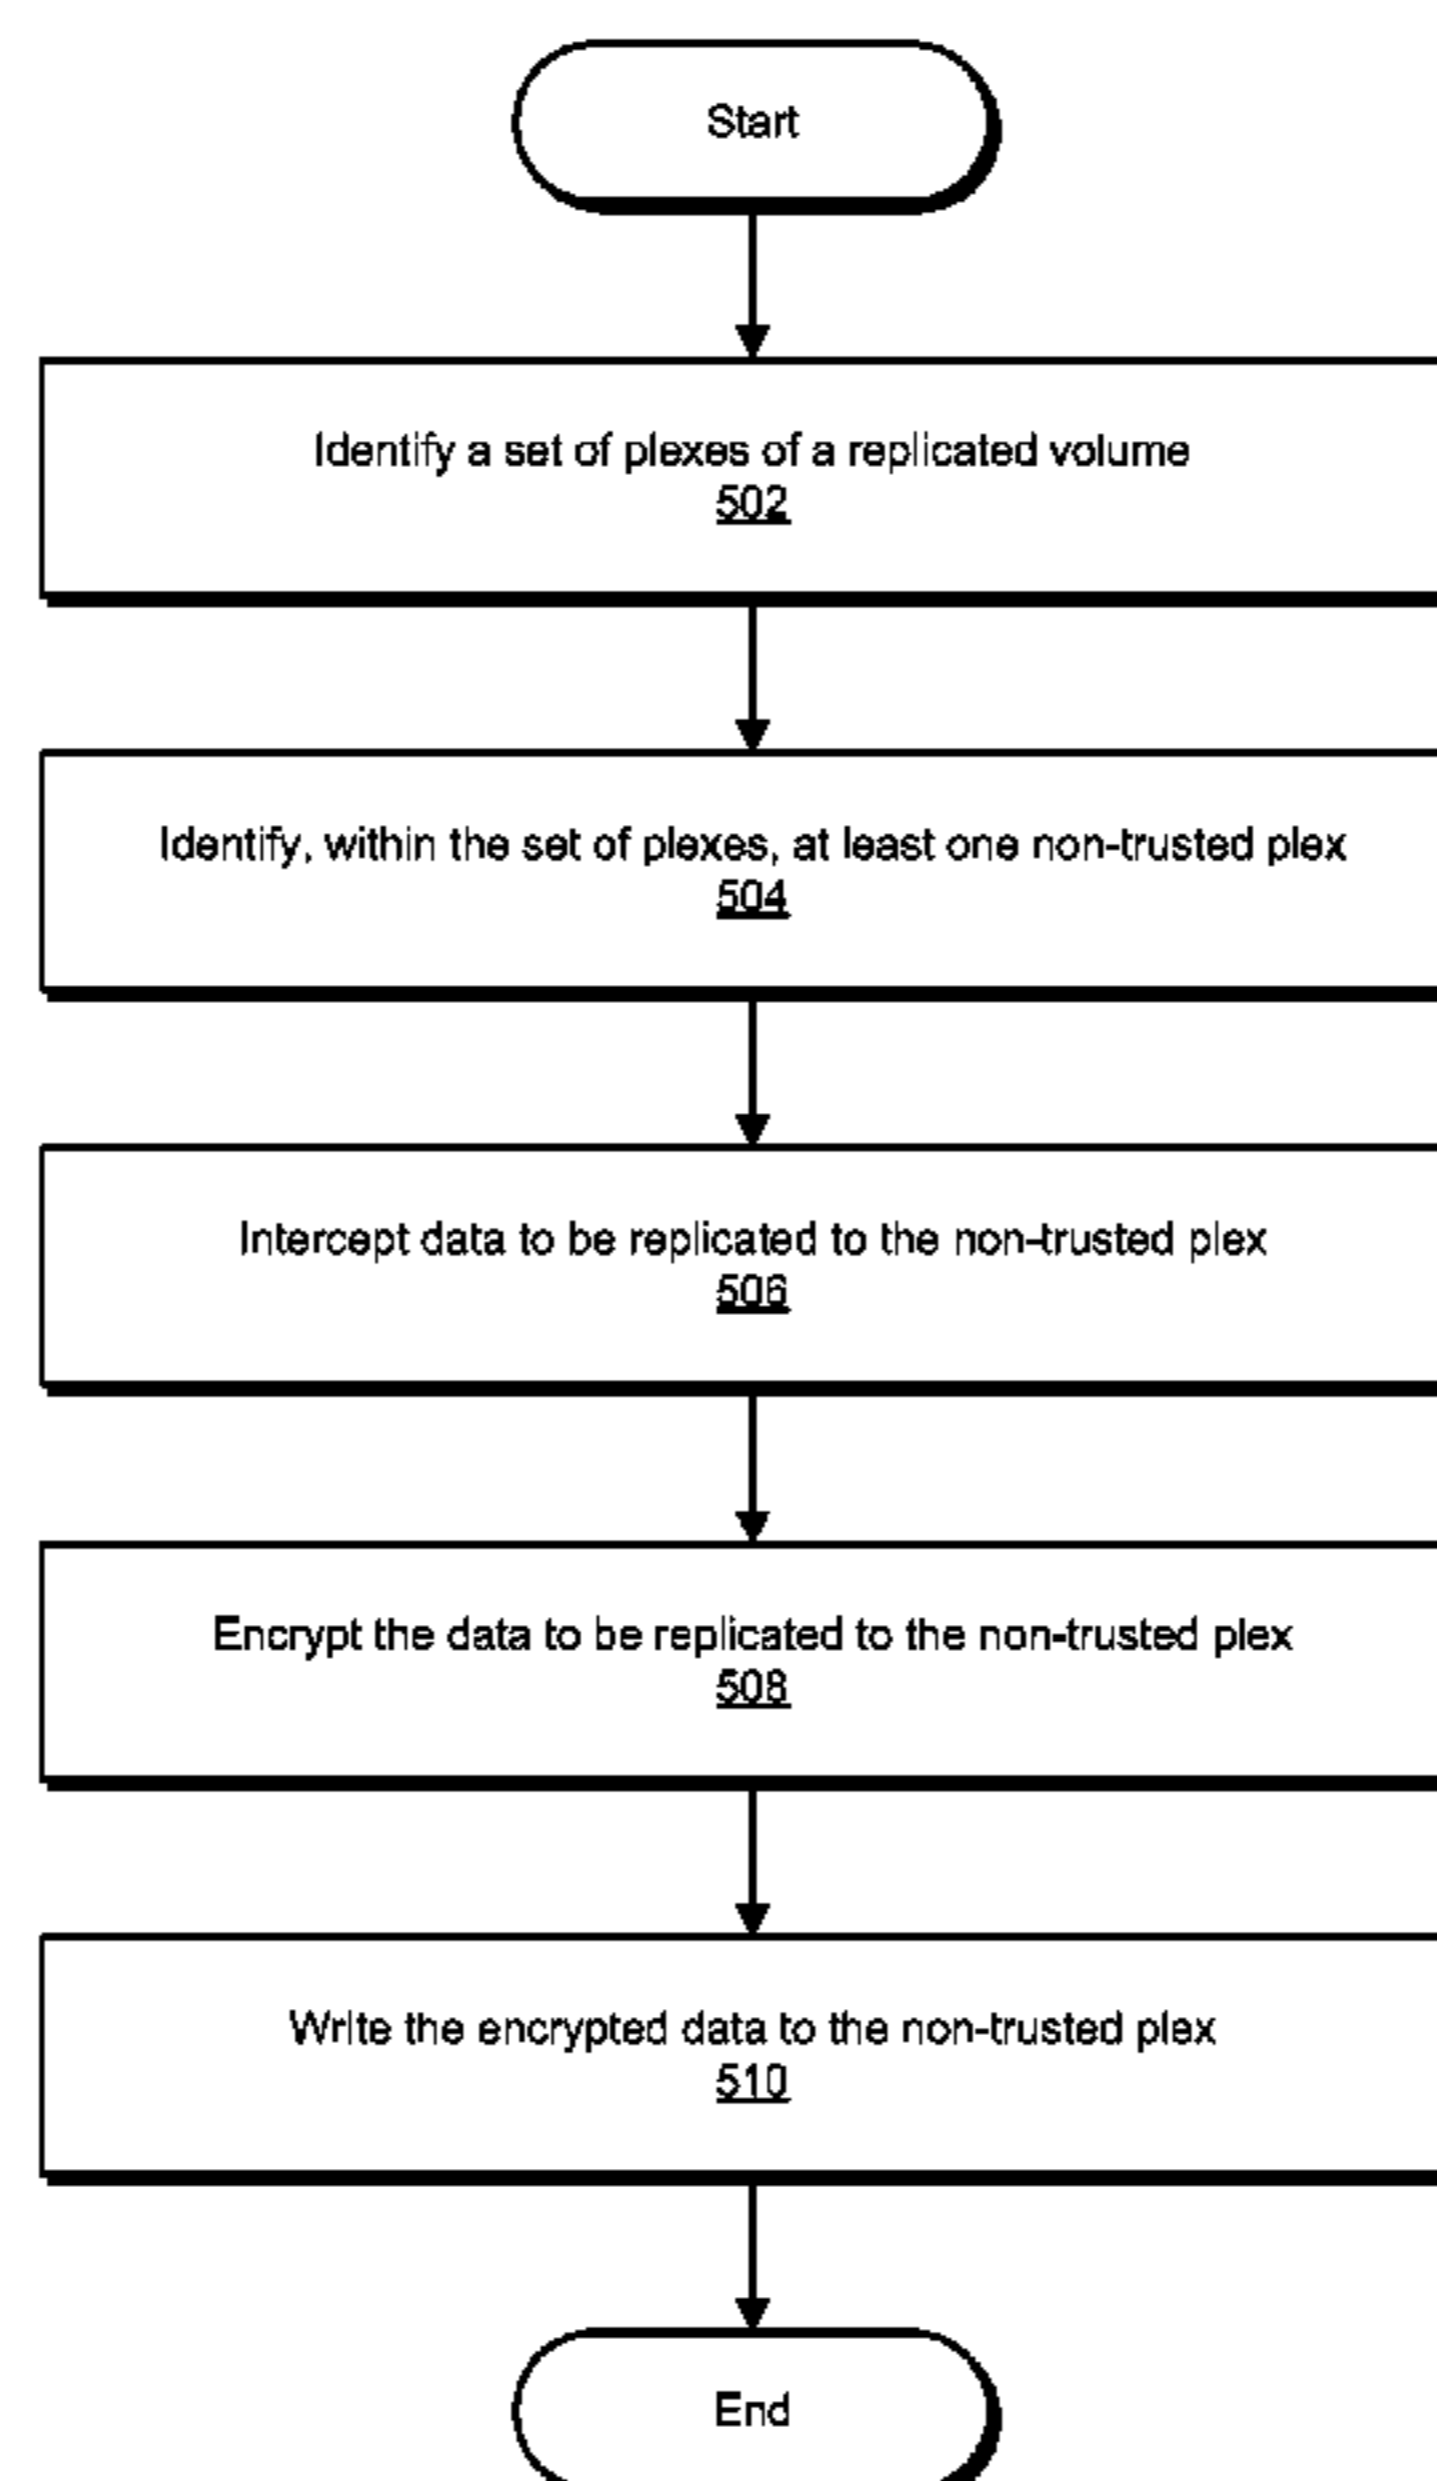 Start
Identify a set of plexes of a replicated volume
502
Identify, within the set of plexes, at least one non-trusted plex
504
Intercept data to be replicated to the non-trusted plex
506
Encrypt the data to be replicated to the non-trusted plex
508
Write the encrypted data to the non-trusted plex
510
End